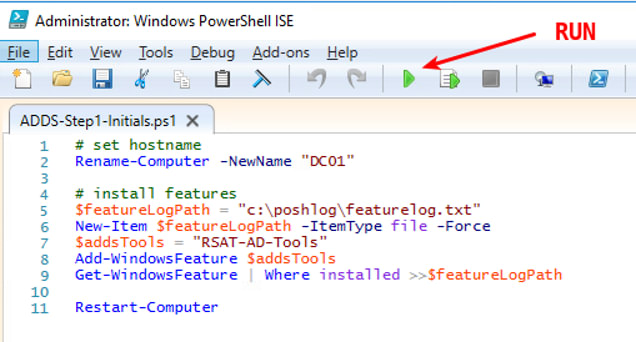 Administrator: Windows PowerShell ISE
RUN
File Edit View Tools Debug Add-ons Help
ADDS-Step1-Initials.ps1
1 # set hostname
2 Rename-Computer -NewName "DC01"
3
4 # install features
5 $featureLogPath = "c:\poshlog\featurelog.txt"
6 New-Item $featureLogPath -ItemType file -Force
7 $addsTools = "RSAT-AD-Tools"
8 Add-WindowsFeature $addsTools
9 Get-WindowsFeature | Where installed >>$featureLogPath
10
11 Restart-Computer